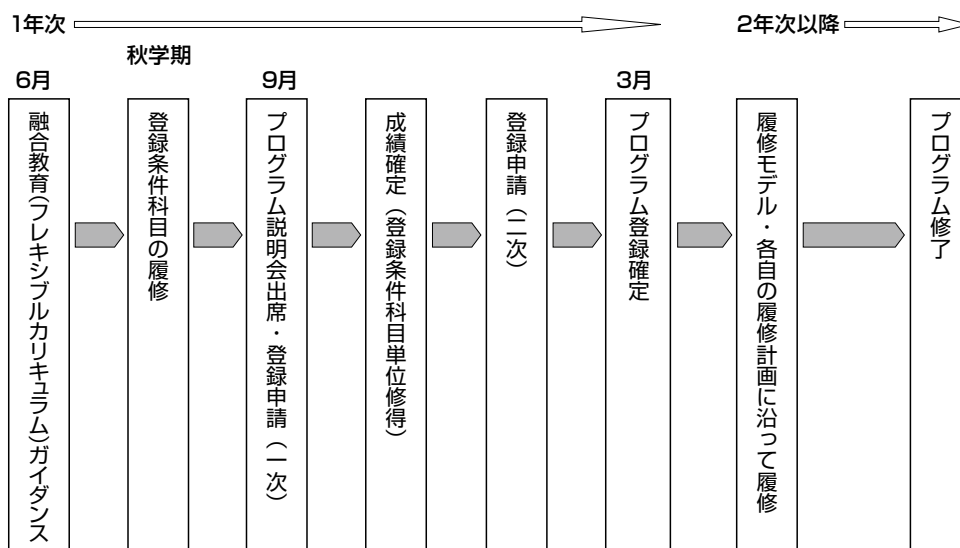 1年次
2年次以降
秋学期
6月
9月
3月
融合教育(フレキシブルカリキュラム)ガイダンス
登録条件科目の履修
プログラム説明会出席・登録申請（一次）
成績確定（登録条件科目単位修得）
登録申請（二次）
プログラム登録確定
履修モデル・各自の履修計画に沿って履修
プログラム修了